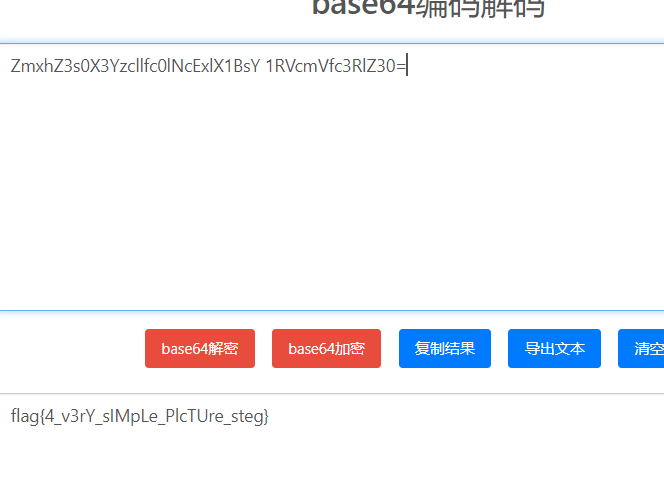 base64编码解码
ZmxhZ3s0X3Yzcllfc0lNcExlX1BsY 1RVcmVfc3RlZ30=
base64解密 base64加密 复制结果 导出文本 清空
flag{4_v3rY_sIMpLe_PlcTUre_steg}